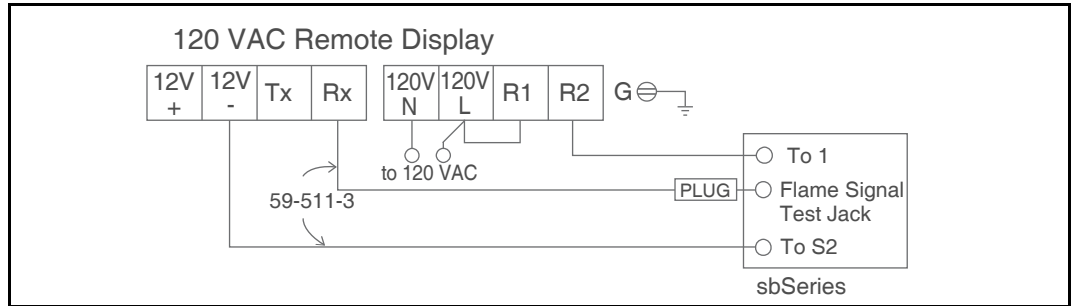 120 VAC Remote Display
12V + 12V - Tx Rx 120V N 120V L R1 R2 G
To 1
to 120 VAC
PLUG Flame Signal
59-511-3
Test Jack
To S2
sbSeries